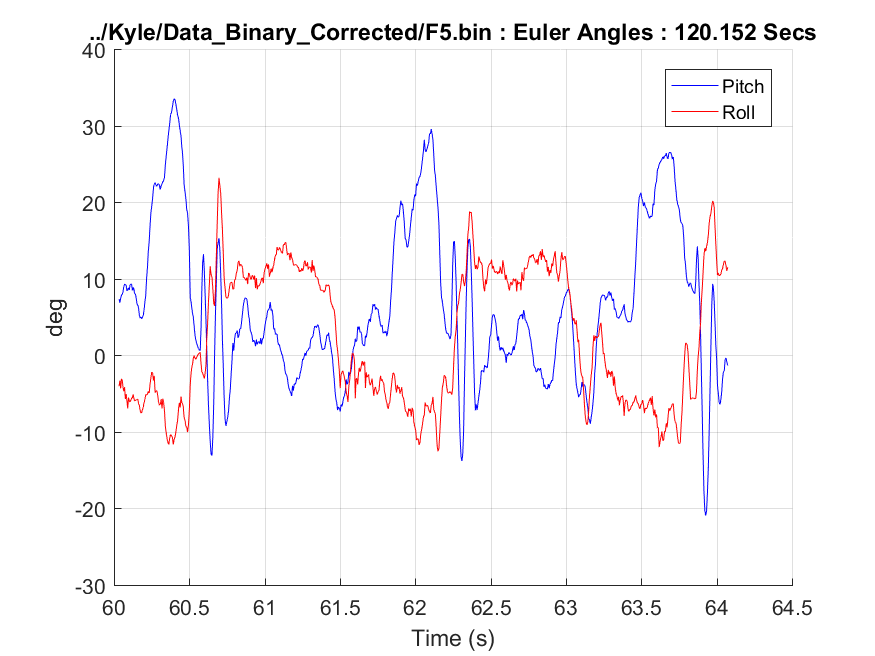 ../Kyle/Data_Binary_Corrected/F5.bin : Euler Angles : 120.152 Secs
40
30
20
10
0
-10
-20
-30
deg
Pitch
Roll
60 60.5 61 61.5 62 62.5 63 63.5 64 64.5
Time (s)